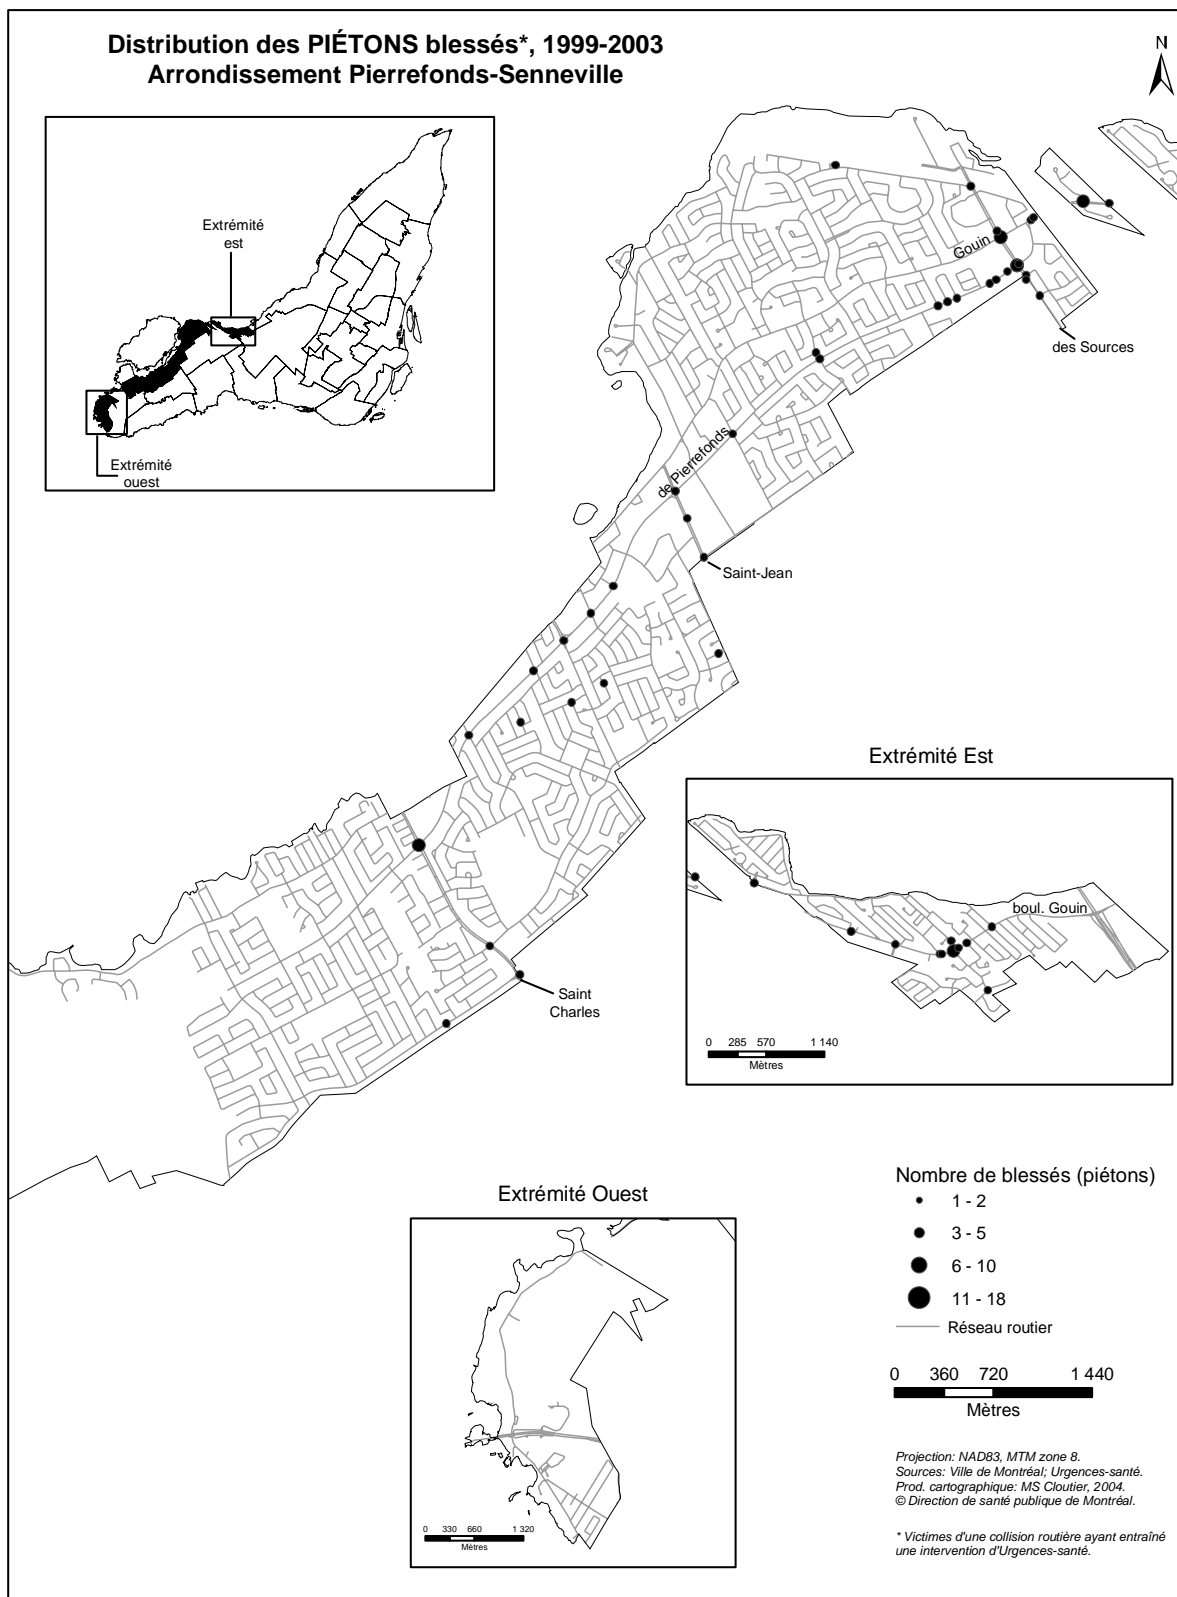 Distribution des PIÉTONS blessés*, 1999-2003
Arrondissement Pierrefonds-Senneville
N
Extrémité
est
Extrémité
ouest
Gouin
des Sources
de Pierrefonds
Saint-Jean
Saint
Charles
Extrémité Est
boul. Gouin
0 285 570 1 140
Mètres
Extrémité Ouest
0 330 660 1 320
Mètres
Nombre de blessés (piétons)
1 - 2
3 - 5
6 - 10
11 - 18
Réseau routier
0 360 720 1 440
Mètres
Projection: NAD83, MTM zone 8.
Sources: Ville de Montréal; Urgences-santé.
Prod. cartographique: MS Cloutier, 2004.
© Direction de santé publique de Montréal.
* Victimes d'une collision routière ayant entraîné
une intervention d'Urgences-santé.